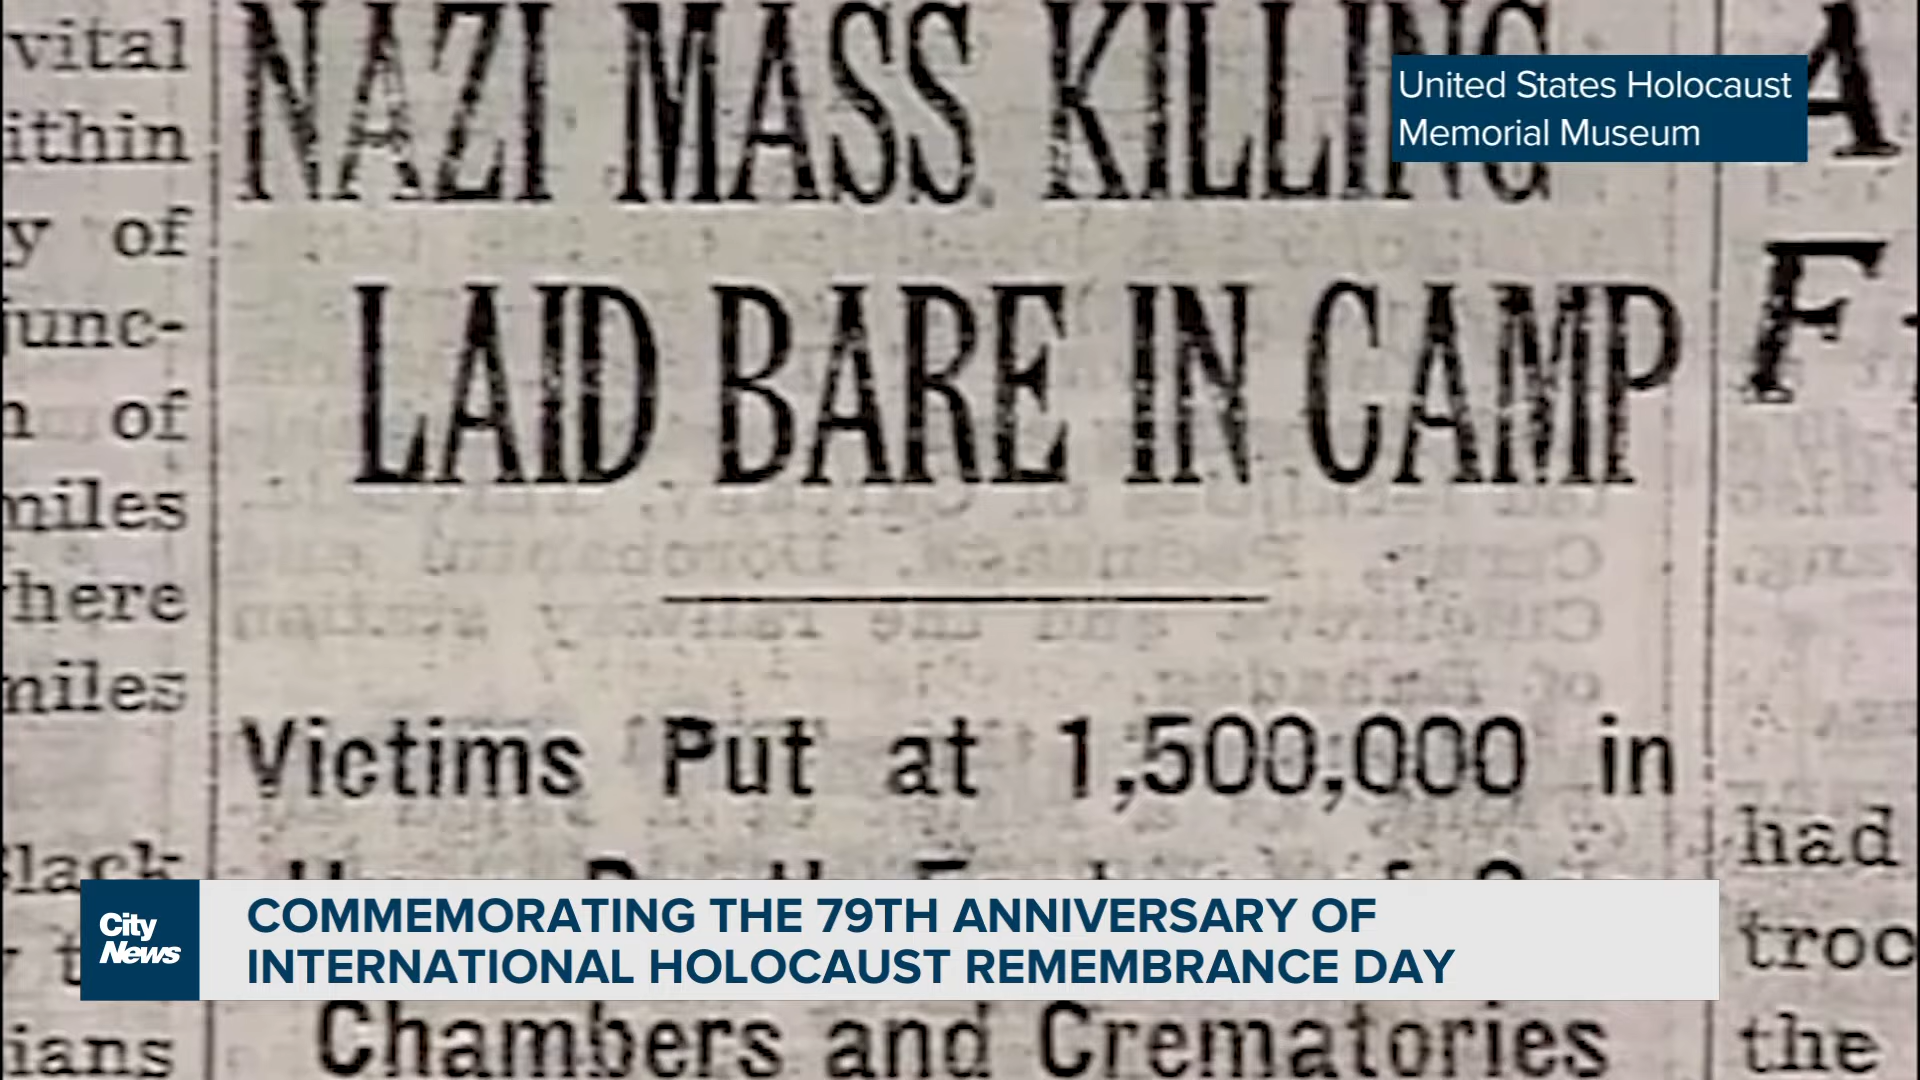 vital
ithin
y of
junc-
of
miles
here
miles
NAZI MASS KILLING
LAID BARE IN CAMP
Victims Put at 1,500,000 in
Chambers and Crematories
A
F
had
troc
the
ians
United States Holocaust
Memorial Museum
City
News
COMMEMORATING THE 79TH ANNIVERSARY OF
INTERNATIONAL HOLOCAUST REMEMBRANCE DAY